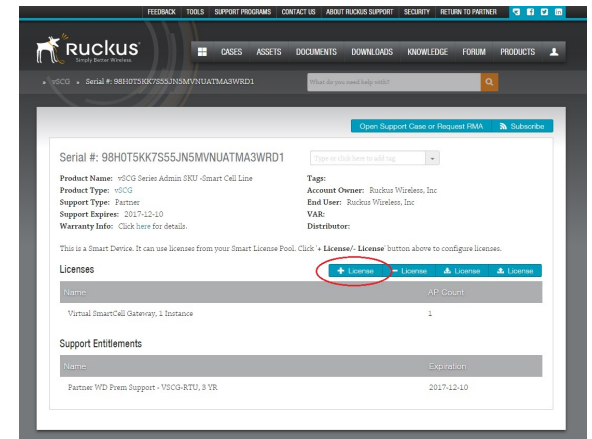 FEEDBACK TOOLS SUPPORT PROGRAMS CONTACT US ABOUT RUCKUS SUPPORT SECURITY RETURN TO PARTNER
Ruckus
Simply Better Wireless.
CASES ASSETS DOCUMENTS DOWNLOADS KNOWLEDGE FORUM PRODUCTS
vSCG Serial #: 98H0T5KK7S55JN5MVNUATMA3WRD1 What do you need help with?
Open Support Case or Request RMA Subscribe
Serial #: 98H0T5KK7S55JN5MVNUATMA3WRD1 Type or click here to add tag
Product Name: vSCG Series Admin SKU -Smart Cell Line Tags:
Product Type: vSCG Account Owner: Ruckus Wireless, Inc
Support Type: Partner End User: Ruckus Wireless, Inc
Support Expires: 2017-12-10 VAR:
Warranty Info: Click here for details. Distributor:
This is a Smart Device. It can use licenses from your Smart License Pool. Click '+ License/- License' button above to configure licenses.
Licenses + License - License License License
Name AP Count
Virtual SmartCell Gateway, 1 Instance 1
Support Entitlements
Name Expiration
Partner WD Prem Support - VSCG-RTU, 3 YR 2017-12-10